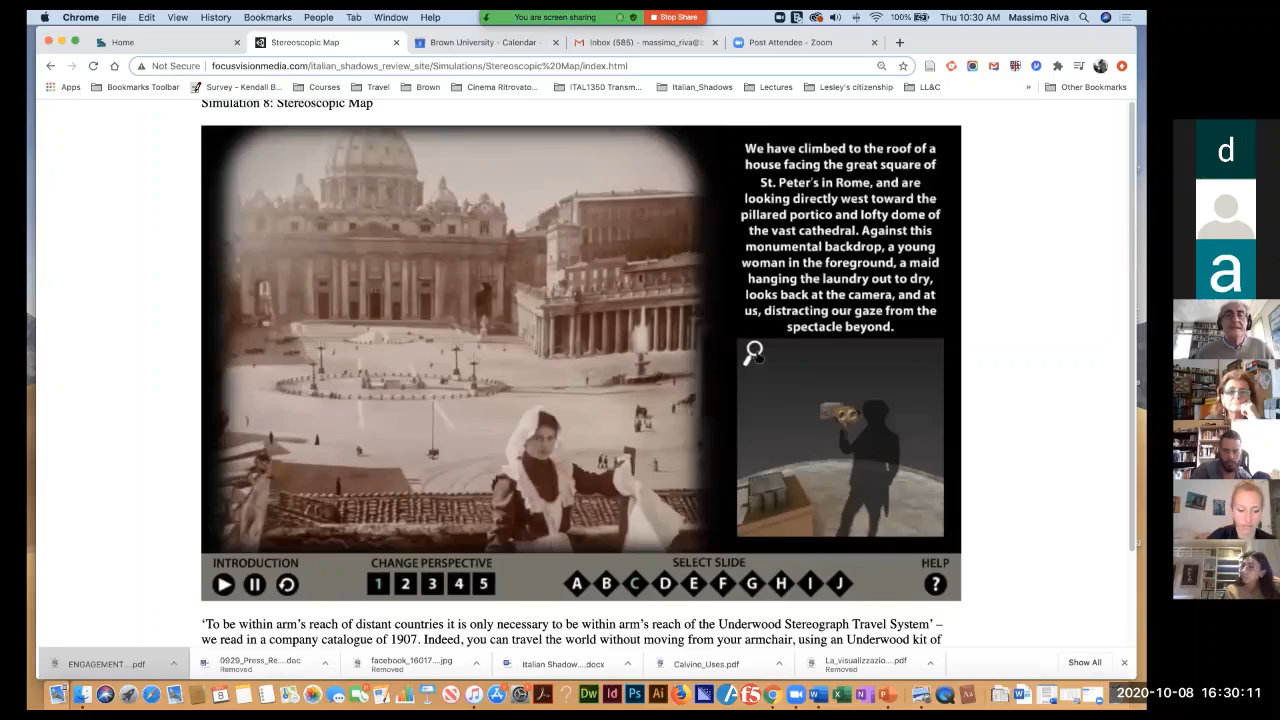 Chrome File Edit View History Bookmarks People Tab Window Help
You are screen sharing
Stop Share
100%
Thu 10:30 AM Massimo Riva
Home
Stereoscopic Map
Brown University - Calendar -
Inbox (585) - massimo_riva@
Post Attendee - Zoom
Not Secure
focusvisionmedia.com/italian_shadows_review_site/Simulations/Stereoscopic%20Map/index.html
Apps
Bookmarks Toolbar
Survey - Kendall B...
Courses
Travel
Brown
Cinema Ritrovato...
ITAL1350 Transm...
Italian_Shadows
Lectures
Lesley's citizenship
LL&C
»
Other Bookmarks
Simulation 8: Stereoscopic Map
We have climbed to the roof of a
house facing the great square of
St. Peter's in Rome, and are
looking directly west toward the
pillared portico and lofty dome of
the vast cathedral. Against this
monumental backdrop, a young
woman in the foreground, a maid
hanging the laundry out to dry,
looks back at the camera, and at
us, distracting our gaze from the
spectacle beyond.
INTRODUCTION
CHANGE PERSPECTIVE
1 2 3 4 5
SELECT SLIDE
A B C D E F G H I J
HELP
?
'To be within arm's reach of distant countries it is only necessary to be within arm's reach of the Underwood Stereograph Travel System' –
we read in a company catalogue of 1907. Indeed, you can travel the world without moving from your armchair, using an Underwood kit of
ENGAGEMENT....pdf
0929_Press_Re....doc
Removed
facebook_16017....jpg
Removed
Italian Shadow....docx
Calvino_Uses.pdf
La_visualizzazio....pdf
Removed
Show All
Dw Id Ps Ai
2020-10-08 16:30:11
d
a